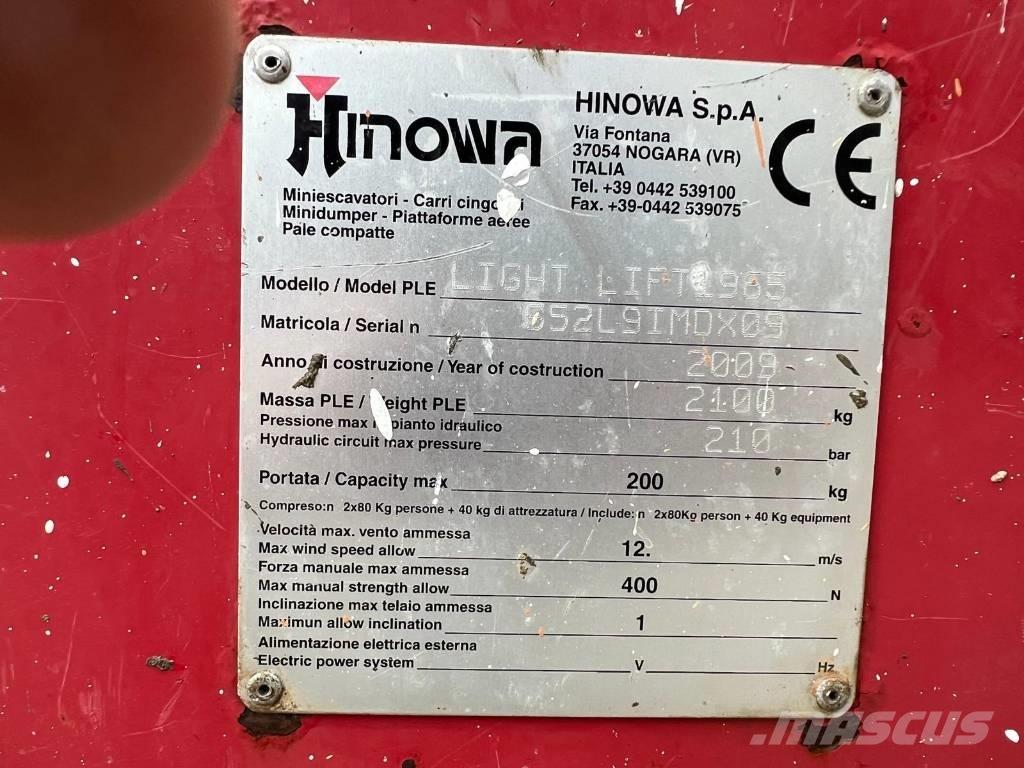 Hinowa
HINOWA S.p.A.
Via Fontana
37054 NOGARA (VR)
ITALIA
Tel. +39 0442 539100
Fax. +39-0442 539075
CE
Miniescavatori - Carri
Minidumper - Piattaforme aeree
Pale compatte
Modello / Model PLE LIGHT
Matricola / Serial n
Anno di costruzione / Year of costruction 2009
Massa PLE / Weight PLE 2100 kg
Pressione max impianto idraulico
Hydraulic circuit max pressure 210 bar
Portata / Capacity max 200 kg
Compreso:n 2x80 Kg persone + 40 kg di attrezzatura / Include: n 2x80Kg person + 40 Kg equipment
Velocità max. vento ammessa
Max wind speed allow 12. m/s
Forza manuale max ammessa
Max manual strength allow 400 N
Inclinazione max telaio ammessa
Maximun allow inclination 1
Alimentazione elettrica esterna
Electric power system V Hz
MASCUS